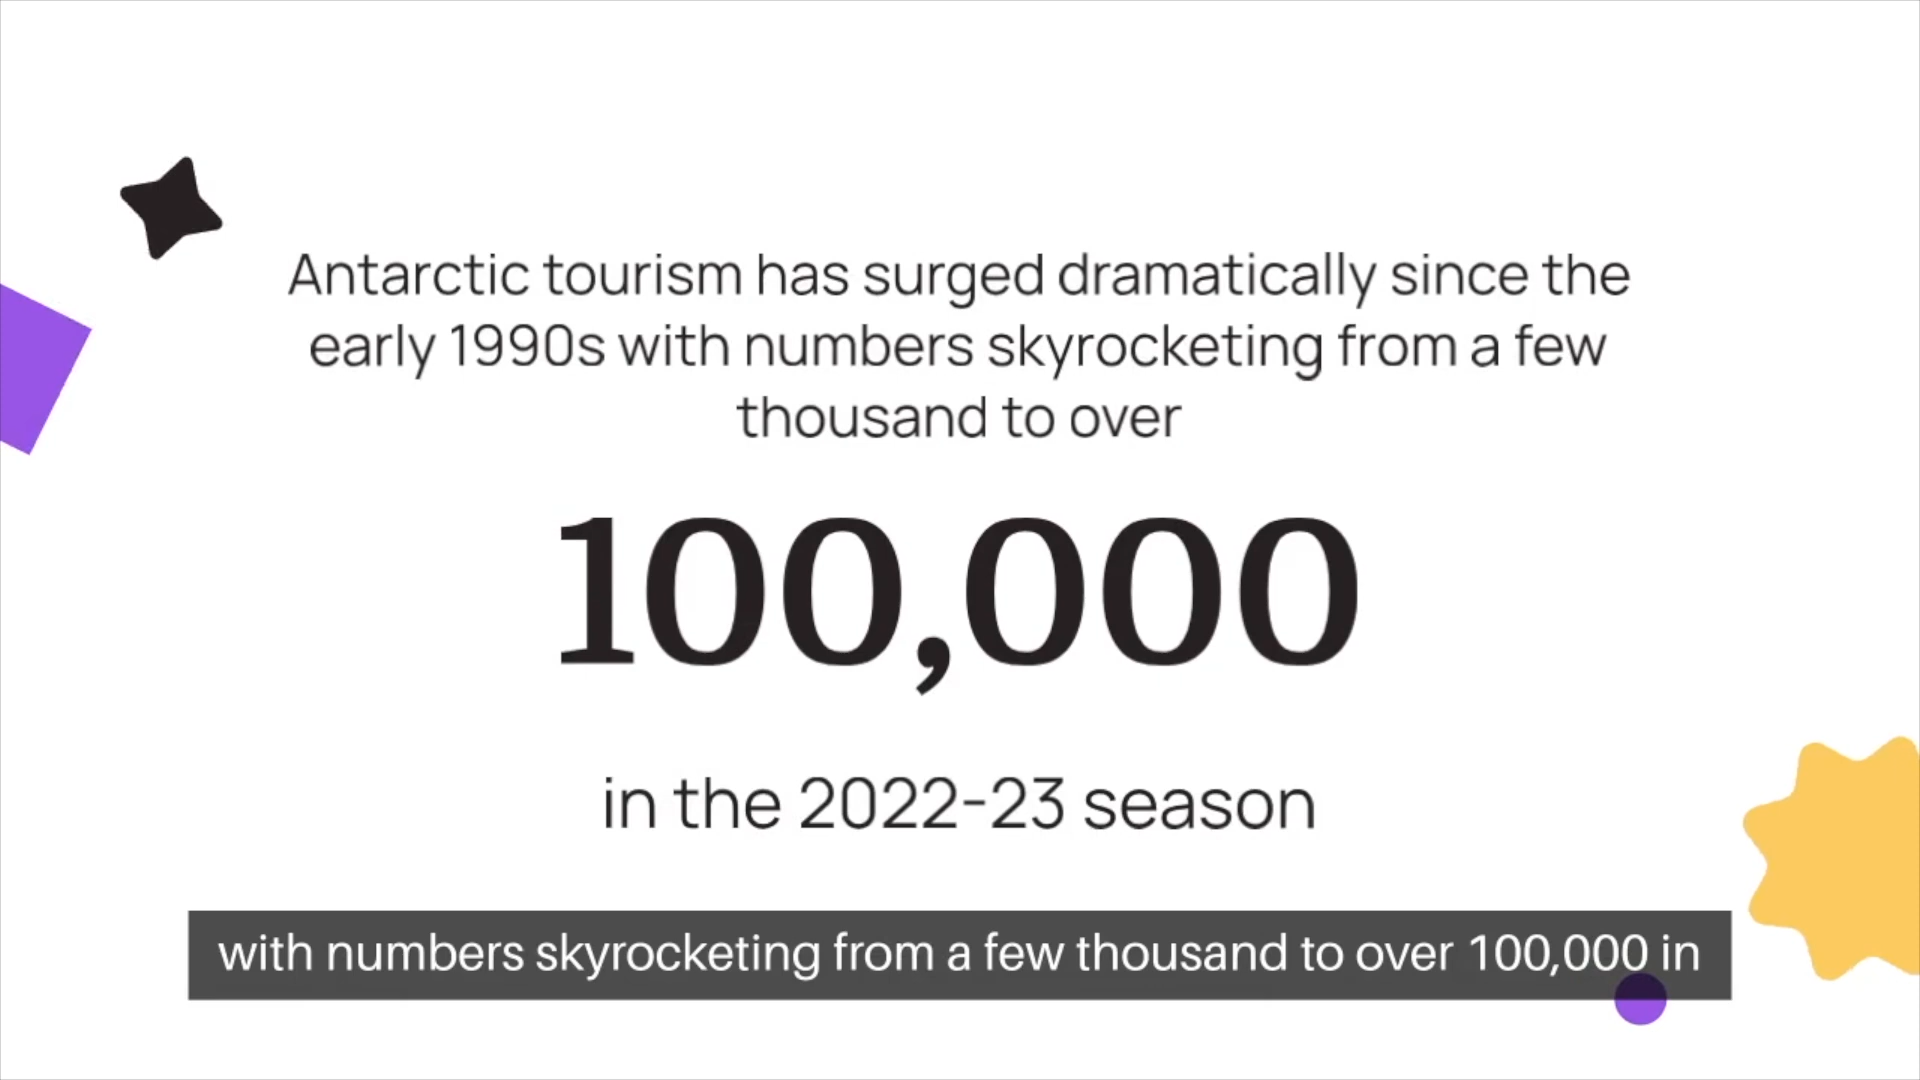 Antarctic tourism has surged dramatically since the
early 1990s with numbers skyrocketing from a few
thousand to over
100,000
in the 2022-23 season
with numbers skyrocketing from a few thousand to over 100,000 in